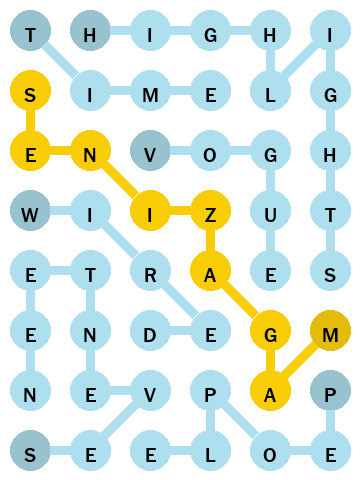 T H I G H I
S I M E L G
E N V O G H
W I I Z U T
E T R A E S
E N D E G M
N E V P A P
S E E L O E